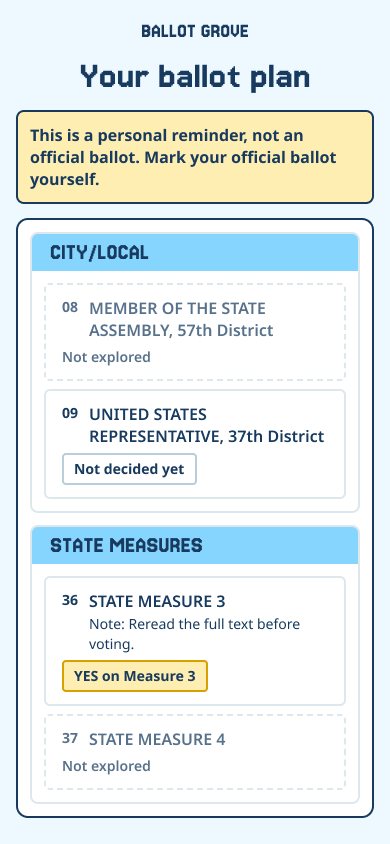 BALLOT GROVE
Your ballot plan
This is a personal reminder, not an
official ballot. Mark your official ballot
yourself.
CITY/LOCAL
08 MEMBER OF THE STATE
ASSEMBLY, 57th District
Not explored
09 UNITED STATES
REPRESENTATIVE, 37th District
Not decided yet
STATE MEASURES
36 STATE MEASURE 3
Note: Reread the full text before
voting.
YES on Measure 3
37 STATE MEASURE 4
Not explored